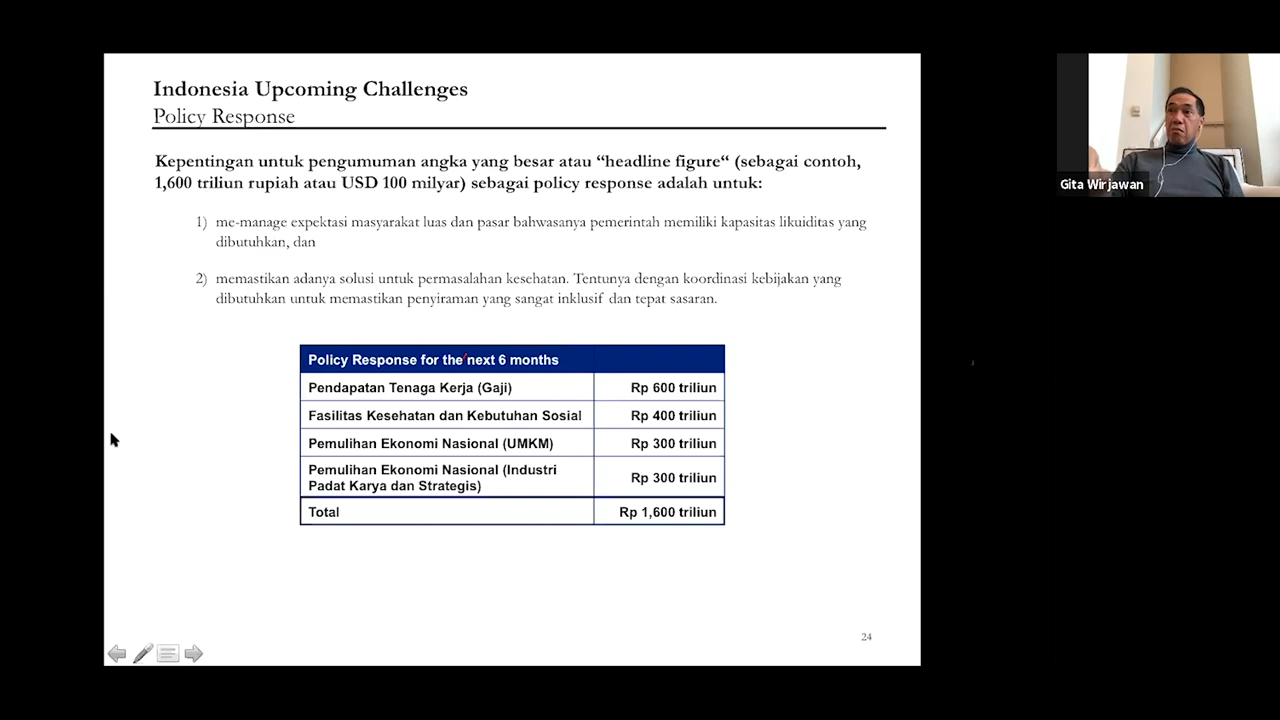 Indonesia Upcoming Challenges
Policy Response
Kepentingan untuk pengumuman angka yang besar atau “headline figure“ (sebagai contoh,
1,600 triliun rupiah atau USD 100 milyar) sebagai policy response adalah untuk:
1) me-manage expektasi masyarakat luas dan pasar bahwasanya pemerintah memiliki kapasitas likuiditas yang
dibutuhkan, dan
2) memastikan adanya solusi untuk permasalahan kesehatan. Tentunya dengan koordinasi kebijakan yang
dibutuhkan untuk memastikan penyiraman yang sangat inklusif dan tepat sasaran.
Policy Response for the next 6 months
Pendapatan Tenaga Kerja (Gaji) Rp 600 triliun
Fasilitas Kesehatan dan Kebutuhan Sosial Rp 400 triliun
Pemulihan Ekonomi Nasional (UMKM) Rp 300 triliun
Pemulihan Ekonomi Nasional (Industri
Padat Karya dan Strategis) Rp 300 triliun
Total Rp 1,600 triliun
24
Gita Wirjawan